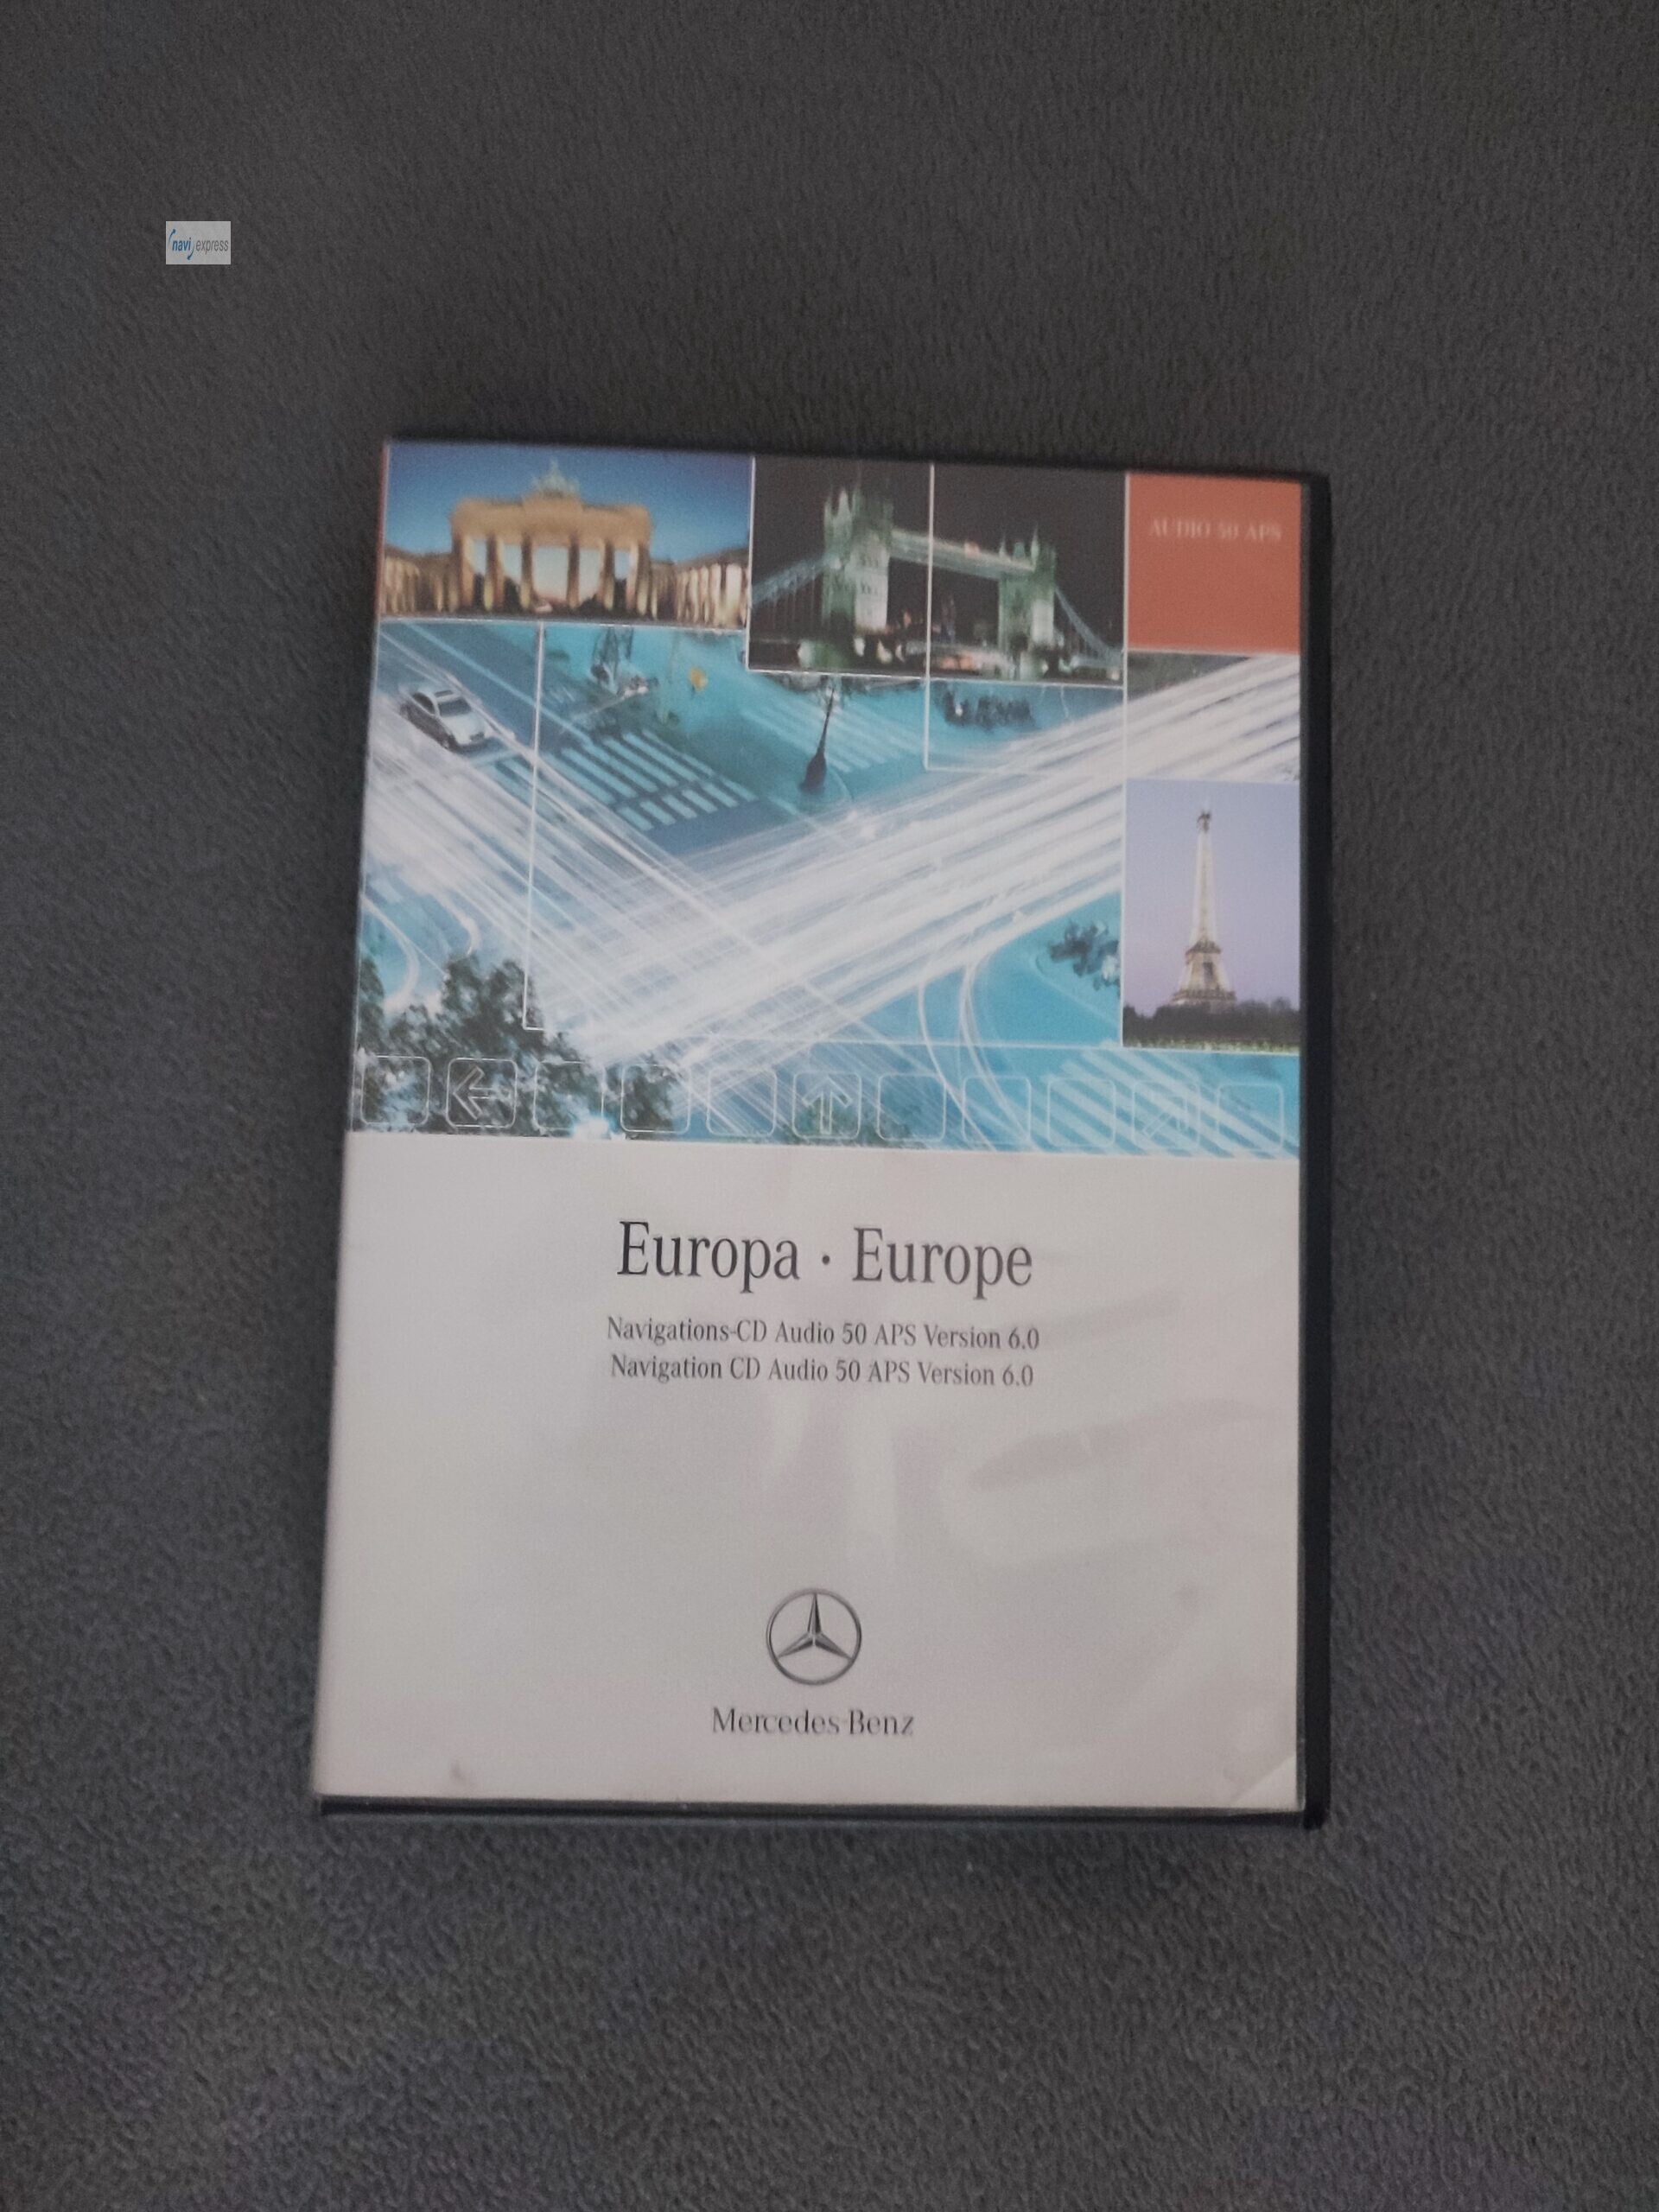 navi express
AUDIO 50 APS
Europa · Europe
Navigations-CD Audio 50 APS Version 6.0
Navigation CD Audio 50 APS Version 6.0
Mercedes-Benz